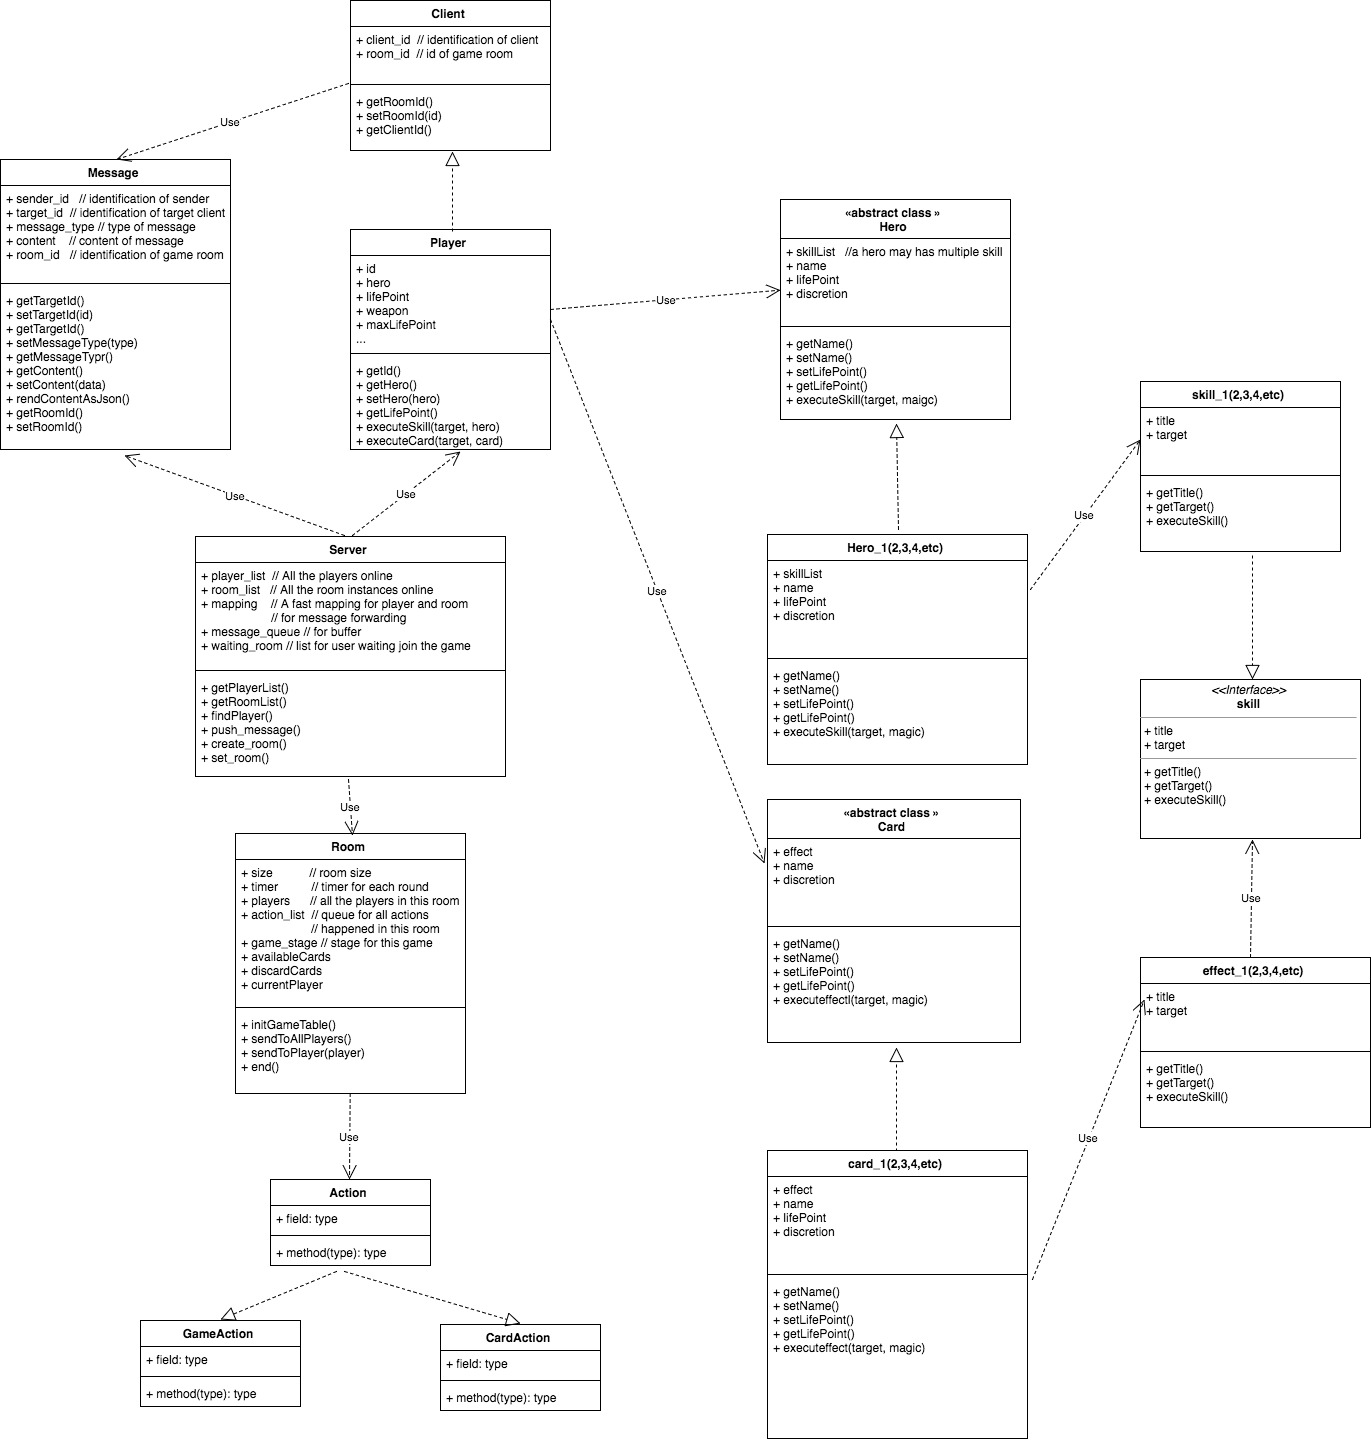 Client
+ client_id  // identification of client
+ room_id  // id of game room
+ getRoomId()
+ setRoomId(id)
+ getClientId()
Use
Message
+ sender_id   // identification of sender
+ target_id  // identification of target client
+ message_type // type of message
+ content    // content of message
+ room_id   // identification of game room
+ getTargetId()
+ setTargetId(id)
+ getTargetId()
+ setMessageType(type)
+ getMessageTypr()
+ getContent()
+ setContent(data)
+ rendContentAsJson()
+ getRoomId()
+ setRoomId()
Player
+ id
+ hero
+ lifePoint
+ weapon
+ maxLifePoint
...
+ getId()
+ getHero()
+ setHero(hero)
+ getLifePoint()
+ executeSkill(target, hero)
+ executeCard(target, card)
Use
«abstract class »
Hero
+ skillList   //a hero may has multiple skill
+ name
+ lifePoint
+ discretion
+ getName()
+ setName()
+ setLifePoint()
+ getLifePoint()
+ executeSkill(target, maigc)
skill_1(2,3,4,etc)
+ title
+ target
+ getTitle()
+ getTarget()
+ executeSkill()
Use
Use
Use
Use
Server
+ player_list  // All the players online
+ room_list   // All the room instances online
+ mapping    // A fast mapping for player and room
// for message forwarding
+ message_queue // for buffer
+ waiting_room // list for user waiting join the game
+ getPlayerList()
+ getRoomList()
+ findPlayer()
+ push_message()
+ create_room()
+ set_room()
Hero_1(2,3,4,etc)
+ skillList
+ name
+ lifePoint
+ discretion
+ getName()
+ setName()
+ setLifePoint()
+ getLifePoint()
+ executeSkill(target, magic)
<<Interface>>
skill
+ title
+ target
+ getTitle()
+ getTarget()
+ executeSkill()
Use
Room
+ size           // room size
+ timer          // timer for each round
+ players      // all the players in this room
+ action_list  // queue for all actions
// happened in this room
+ game_stage // stage for this game
+ availableCards
+ discardCards
+ currentPlayer
+ initGameTable()
+ sendToAllPlayers()
+ sendToPlayer(player)
+ end()
«abstract class »
Card
+ effect
+ name
+ discretion
+ getName()
+ setName()
+ setLifePoint()
+ getLifePoint()
+ executeffectl(target, magic)
Use
effect_1(2,3,4,etc)
+ title
+ target
+ getTitle()
+ getTarget()
+ executeSkill()
Use
Use
Action
+ field: type
+ method(type): type
card_1(2,3,4,etc)
+ effect
+ name
+ lifePoint
+ discretion
+ getName()
+ setName()
+ setLifePoint()
+ getLifePoint()
+ executeffect(target, magic)
GameAction
+ field: type
+ method(type): type
CardAction
+ field: type
+ method(type): type